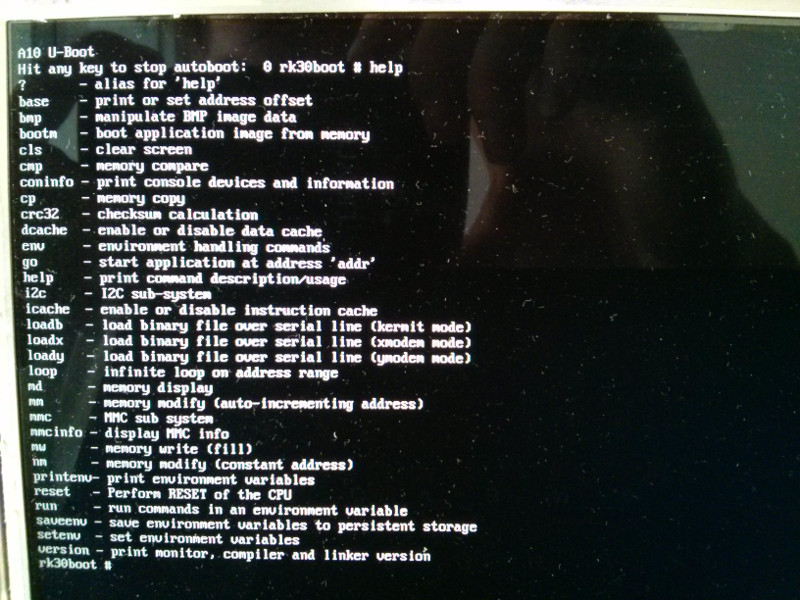 A10 U-Boot
Hit any key to stop autoboot:  0 rk30boot # help
?       - alias for 'help'
base    - print or set address offset
bmp     - manipulate BMP image data
bootm   - boot application image from memory
cls     - clear screen
cmp     - memory compare
coninfo - print console devices and information
cp      - memory copy
crc32   - checksum calculation
dcache  - enable or disable data cache
env     - environment handling commands
go      - start application at address 'addr'
help    - print command description/usage
i2c     - I2C sub-system
icache  - enable or disable instruction cache
loadb   - load binary file over serial line (kermit mode)
loadx   - load binary file over serial line (xmodem mode)
loady   - load binary file over serial line (ymodem mode)
loop    - infinite loop on address range
md      - memory display
mm      - memory modify (auto-incrementing address)
mmc     - MMC sub system
mmcinfo - display MMC info
mw      - memory write (fill)
nm      - memory modify (constant address)
printenv- print environment variables
reset   - Perform RESET of the CPU
run     - run commands in an environment variable
saveenv - save environment variables to persistent storage
setenv  - set environment variables
version - print monitor, compiler and linker version
rk30boot #